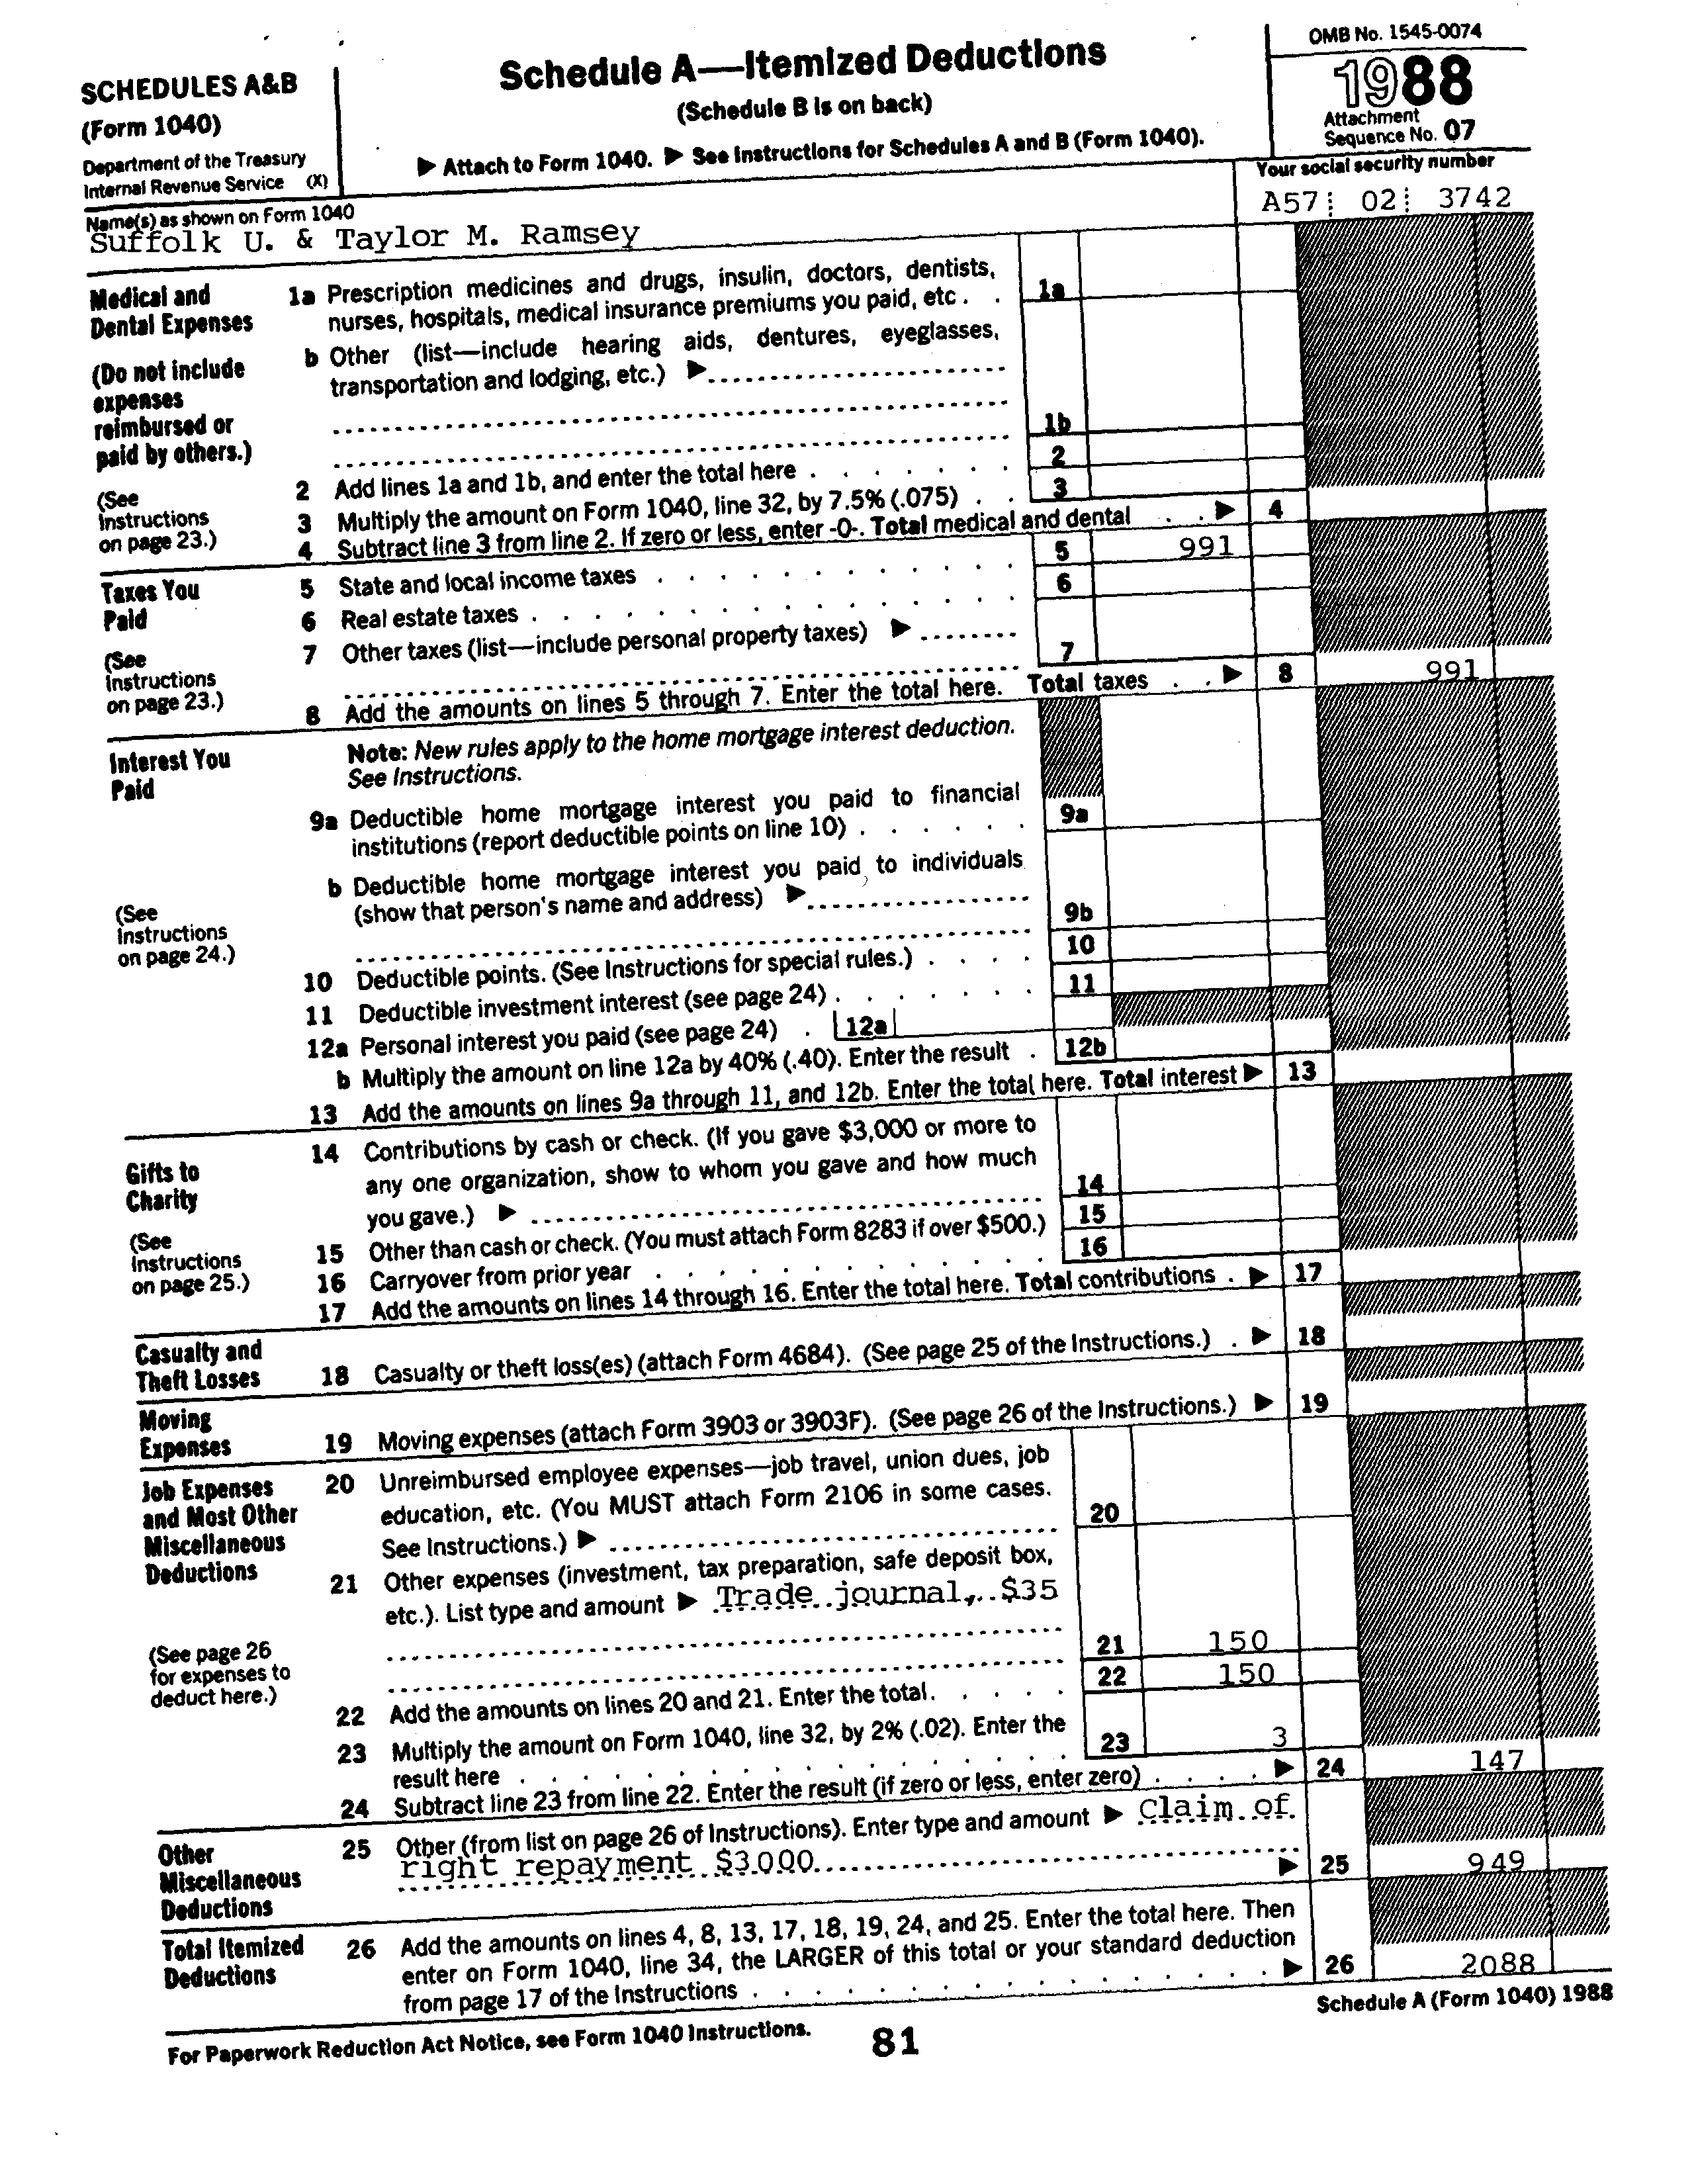 SCHEDULES A&B
(Form 1040)
Department of the Treasury
Internal Revenue Service (X)
Schedule A—Itemized Deductions
(Schedule B is on back)
▶ Attach to Form 1040. ▶ See Instructions for Schedules A and B (Form 1040).
OMB No. 1545-0074
1988
Attachment
Sequence No. 07
Name(s) as shown on Form 1040
Suffolk U. & Taylor M. Ramsey
Your social security number
A57 02 3742
Medical and
Dental Expenses
(Do not include
expenses
reimbursed or
paid by others.)
(See
Instructions
on page 23.)
1a Prescription medicines and drugs, insulin, doctors, dentists,
nurses, hospitals, medical insurance premiums you paid, etc. . 1a
b Other (list—include hearing aids, dentures, eyeglasses,
transportation and lodging, etc.) ▶
1b
2 Add lines 1a and 1b, and enter the total here . . . . . . . 2
3 Multiply the amount on Form 1040, line 32, by 7.5% (.075) . . 3
4 Subtract line 3 from line 2. If zero or less, enter -0-. Total medical and dental . . ▶ 4
Taxes You
Paid
(See
Instructions
on page 23.)
5 State and local income taxes . . . . . . . . . . . . 5 991
6 Real estate taxes . . . . . . . . . . . . . . . 6
7 Other taxes (list—include personal property taxes) ▶
7
8 Add the amounts on lines 5 through 7. Enter the total here. Total taxes . . ▶ 8 991
Interest You
Paid
(See
Instructions
on page 24.)
Note: New rules apply to the home mortgage interest deduction.
See Instructions.
9a Deductible home mortgage interest you paid to financial
institutions (report deductible points on line 10) . . . . . . 9a
b Deductible home mortgage interest you paid to individuals
(show that person's name and address) ▶
9b
10 Deductible points. (See Instructions for special rules.) . . . . 10
11 Deductible investment interest (see page 24) . . . . . . . 11
12a Personal interest you paid (see page 24) . 12a
b Multiply the amount on line 12a by 40% (.40). Enter the result . 12b
13 Add the amounts on lines 9a through 11, and 12b. Enter the total here. Total interest ▶ 13
Gifts to
Charity
(See
Instructions
on page 25.)
14 Contributions by cash or check. (If you gave $3,000 or more to
any one organization, show to whom you gave and how much
you gave.) ▶ 14
15 Other than cash or check. (You must attach Form 8283 if over $500.) 15
16 Carryover from prior year . . . . . . . . . . . . . 16
17 Add the amounts on lines 14 through 16. Enter the total here. Total contributions . ▶ 17
Casualty and
Theft Losses
18 Casualty or theft loss(es) (attach Form 4684). (See page 25 of the Instructions.) . ▶ 18
Moving
Expenses
19 Moving expenses (attach Form 3903 or 3903F). (See page 26 of the Instructions.) ▶ 19
Job Expenses
and Most Other
Miscellaneous
Deductions
(See page 26
for expenses to
deduct here.)
20 Unreimbursed employee expenses—job travel, union dues, job
education, etc. (You MUST attach Form 2106 in some cases.
See Instructions.) ▶ 20
21 Other expenses (investment, tax preparation, safe deposit box,
etc.). List type and amount ▶ Trade journal, $35
21 150
22 Add the amounts on lines 20 and 21. Enter the total. . . . . 22 150
23 Multiply the amount on Form 1040, line 32, by 2% (.02). Enter the
result here . . . . . . . . . . . . . . . 23 3
24 Subtract line 23 from line 22. Enter the result (if zero or less, enter zero) . . . . ▶ 24 147
Other
Miscellaneous
Deductions
25 Other (from list on page 26 of Instructions). Enter type and amount ▶ Claim of
right repayment $3000 ▶ 25 949
Total Itemized
Deductions
26 Add the amounts on lines 4, 8, 13, 17, 18, 19, 24, and 25. Enter the total here. Then
enter on Form 1040, line 34, the LARGER of this total or your standard deduction
from page 17 of the Instructions . . . . . . . . . . . . . . ▶ 26 2088
For Paperwork Reduction Act Notice, see Form 1040 Instructions.
81
Schedule A (Form 1040) 1988